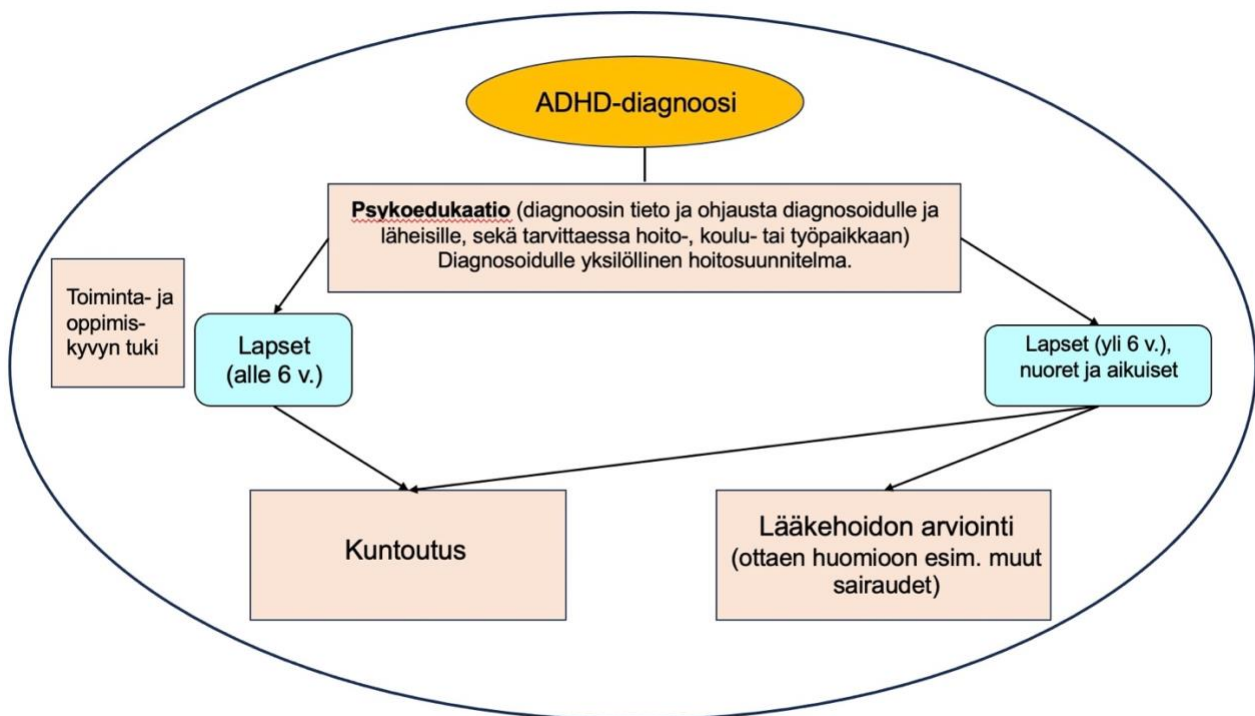 ADHD-diagnoosi
Psykoedukaatio (diagnoosin tieto ja ohjausta diagnosoidulle ja
läheisille, sekä tarvittaessa hoito-, koulu- tai työpaikkaan)
Diagnosoidulle yksilöllinen hoitosuunnitelma.
Toiminta- ja
oppimis-
kyvyn tuki
Lapset
(alle 6 v.)
Lapset (yli 6 v.),
nuoret ja aikuiset
Kuntoutus
Lääkehoidon arviointi
(ottaen huomioon esim. muut
sairaudet)